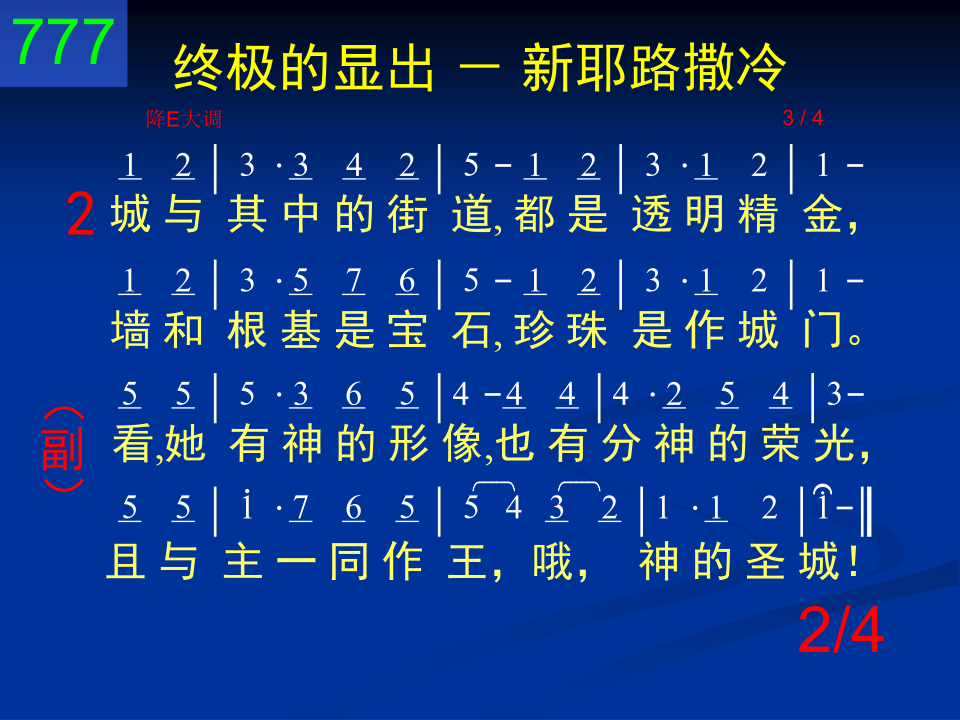 777
终极的显出 － 新耶路撒冷
降E大调 3 / 4
1 2 | 3 · 3 4 2 | 5 - 1 2 | 3 · 1 2 | 1 -
2 城 与 其 中 的 街 道, 都 是 透 明 精 金，
1 2 | 3 · 5 7 6 | 5 - 1 2 | 3 · 1 2 | 1 -
墙 和 根 基 是 宝 石, 珍 珠 是 作 城 门。
5 5 | 5 · 3 6 5 | 4 - 4 4 | 4 · 2 5 4 | 3 -
（副） 看,她 有 神 的 形 像,也 有 分 神 的 荣 光，
5 5 | i · 7 6 5 | 5 4 3 2 | 1 · 1 2 | i - ‖
且 与 主 一 同 作 王， 哦， 神 的 圣 城！
2/4